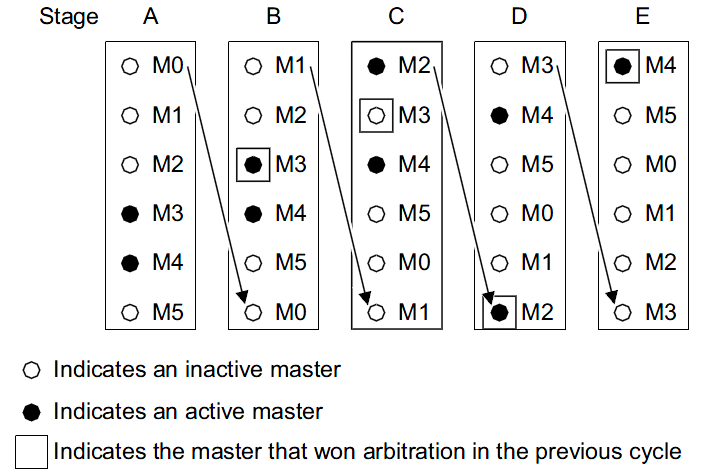 Stage A B C D E
M0 M1 M2 M3 M4
M1 M2 M3 M4 M5
M2 M3 M4 M5 M0
M3 M4 M5 M0 M1
M4 M5 M0 M1 M2
M5 M0 M1 M2 M3
Indicates an inactive master
Indicates an active master
Indicates the master that won arbitration in the previous cycle